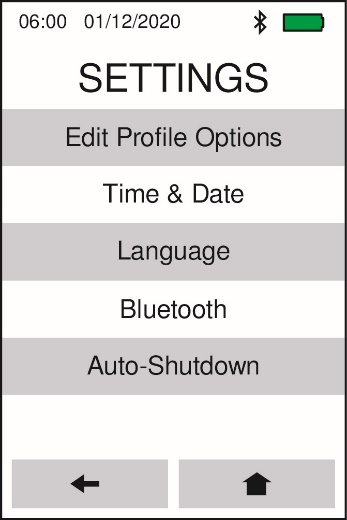 06:00 01/12/2020
SETTINGS
Edit Profile Options
Time & Date
Language
Bluetooth
Auto-Shutdown